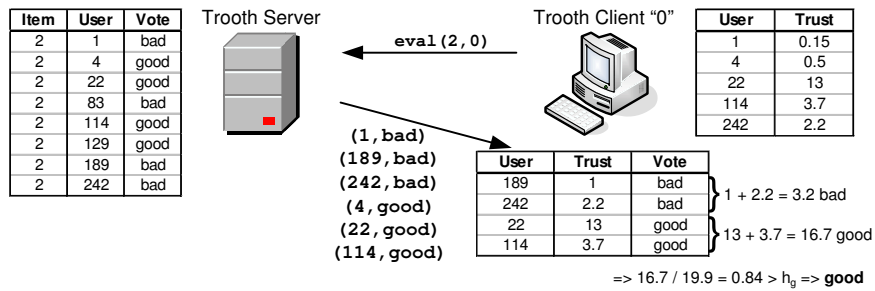 Item User Vote
2 1 bad
2 4 good
2 22 good
2 83 bad
2 114 good
2 129 good
2 189 bad
2 242 bad
Trooth Server
eval(2,0)
Trooth Client “0”
User Trust
1 0.15
4 0.5
22 13
114 3.7
242 2.2
(1,bad)
(189,bad)
(242,bad)
(4,good)
(22,good)
(114,good)
User Trust Vote
189 1 bad
242 2.2 bad
22 13 good
114 3.7 good
1 + 2.2 = 3.2 bad
13 + 3.7 = 16.7 good
=> 16.7 / 19.9 = 0.84 > hg => good